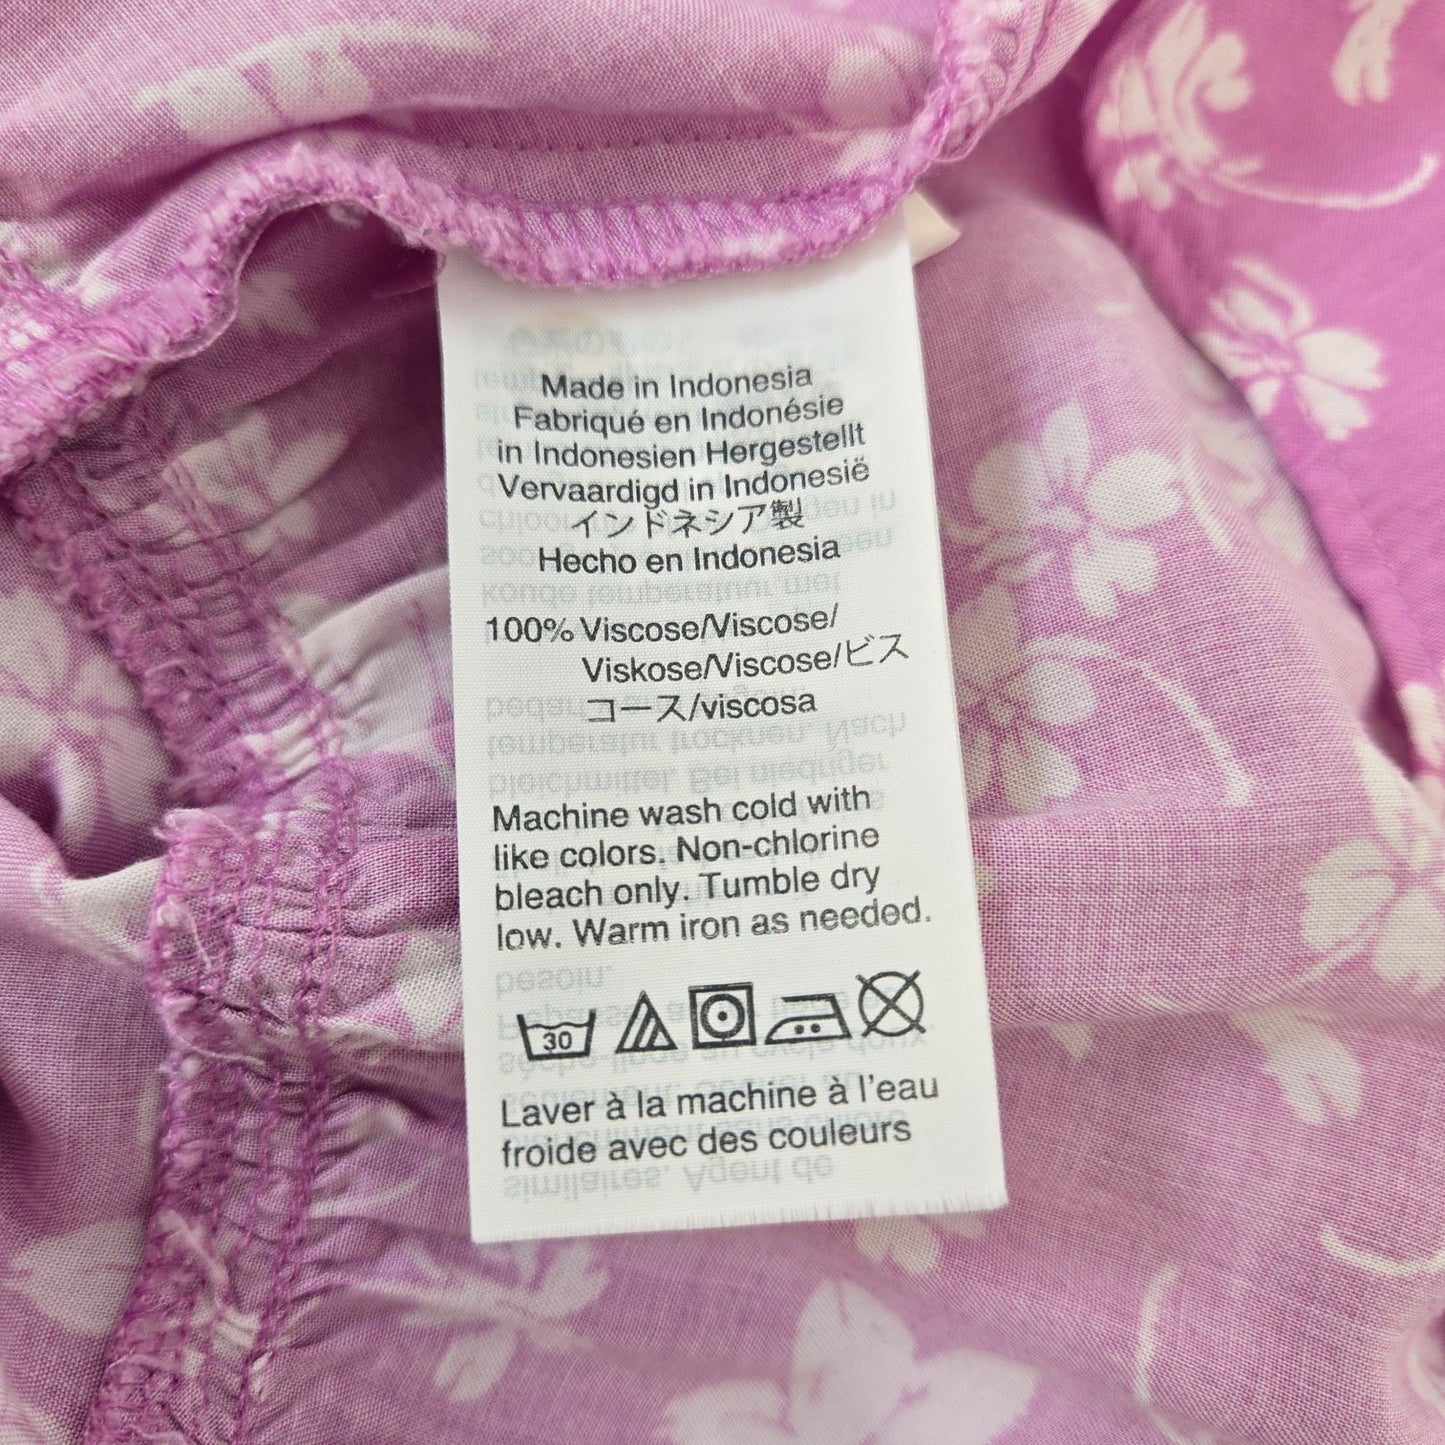 Made in Indonesia
Fabriqué en Indonésie
in Indonesien Hergestellt
Vervaardigd in Indonesië
インドネシア製
Hecho en Indonesia
100% Viscose/Viscose/
Viskose/Viscose/ビス
コース/viscosa
Machine wash cold with
like colors. Non-chlorine
bleach only. Tumble dry
low. Warm iron as needed.
30
Laver à la machine à l'eau
froide avec des couleurs